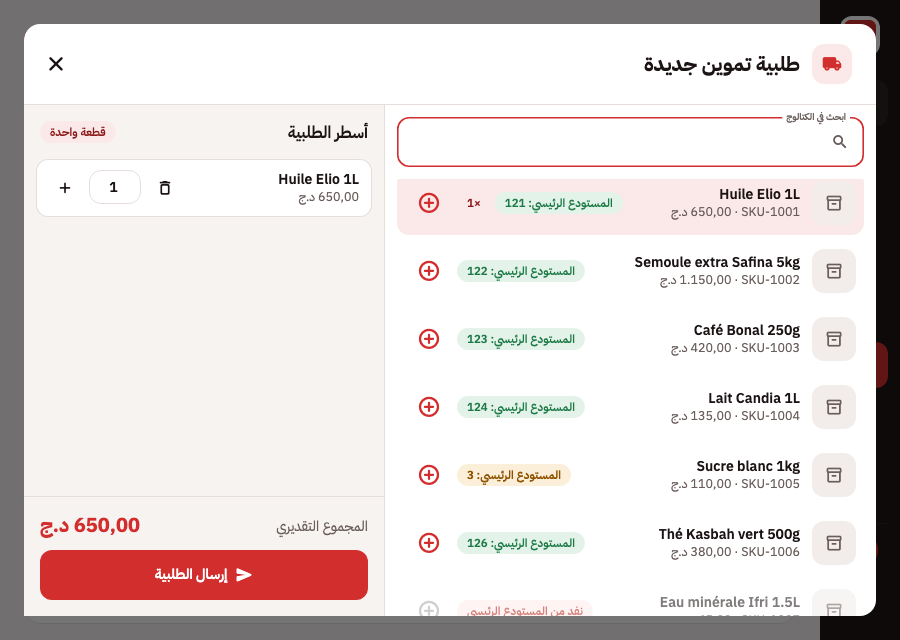 طلبية تموين جديدة
ابحث في الكتالوج
Huile Elio 1L
SKU-1001 · 650,00 د.ج
المستودع الرئيسي: 121
×1
Semoule extra Safina 5kg
SKU-1002 · 1.150,00 د.ج
المستودع الرئيسي: 122
Café Bonal 250g
SKU-1003 · 420,00 د.ج
المستودع الرئيسي: 123
Lait Candia 1L
SKU-1004 · 135,00 د.ج
المستودع الرئيسي: 124
Sucre blanc 1kg
SKU-1005 · 110,00 د.ج
المستودع الرئيسي: 3
Thé Kasbah vert 500g
SKU-1006 · 380,00 د.ج
المستودع الرئيسي: 126
Eau minérale Ifri 1.5L
نفد من المستودع الرئيسي
أسطر الطلبية
قطعة واحدة
Huile Elio 1L
650,00 د.ج
1
المجموع التقديري
650,00 د.ج
إرسال الطلبية